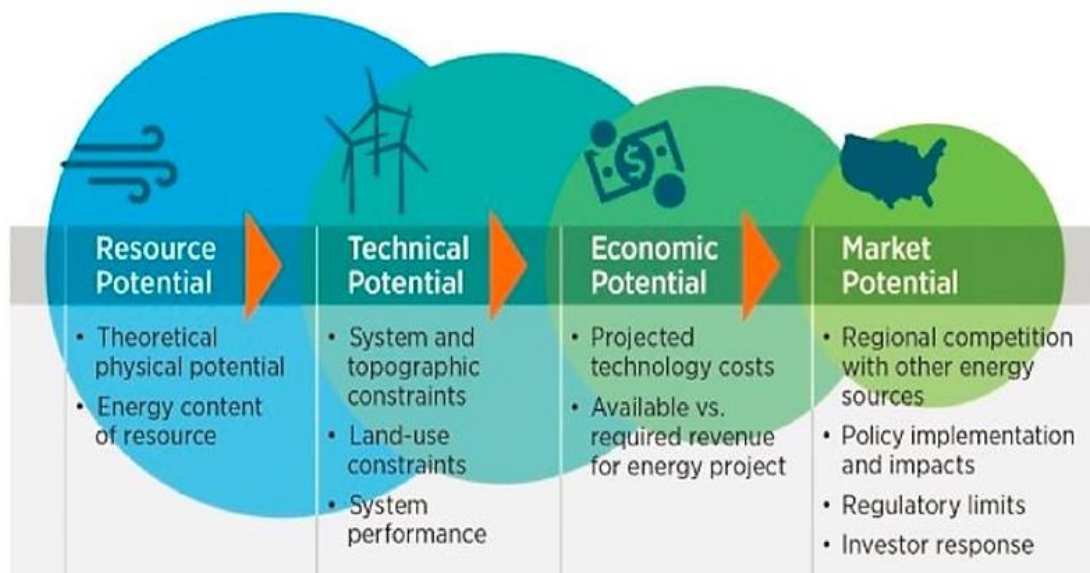 Resource
Potential
• Theoretical
physical potential
• Energy content
of resource
Technical
Potential
• System and
topographic
constraints
• Land-use
constraints
• System
performance
$
Economic
Potential
• Projected
technology costs
• Available vs.
required revenue
for energy project
Market
Potential
• Regional competition
with other energy
sources
• Policy implementation
and impacts
• Regulatory limits
• Investor response